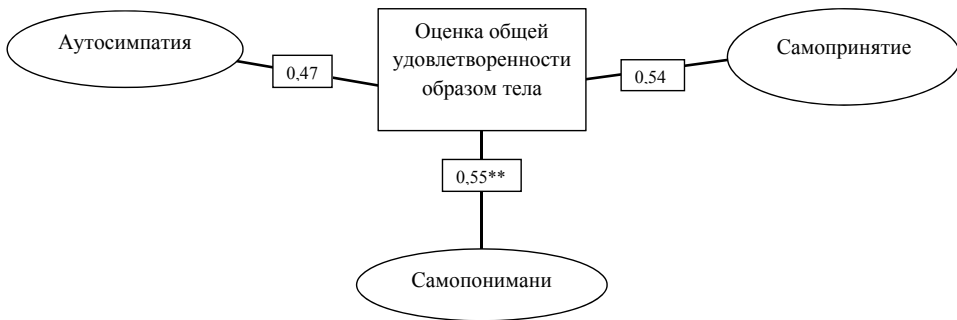 Аутосимпатия
0,47
Оценка общей
удовлетворенности
образом тела
0,54
Самопринятие
0,55**
Самопонимани